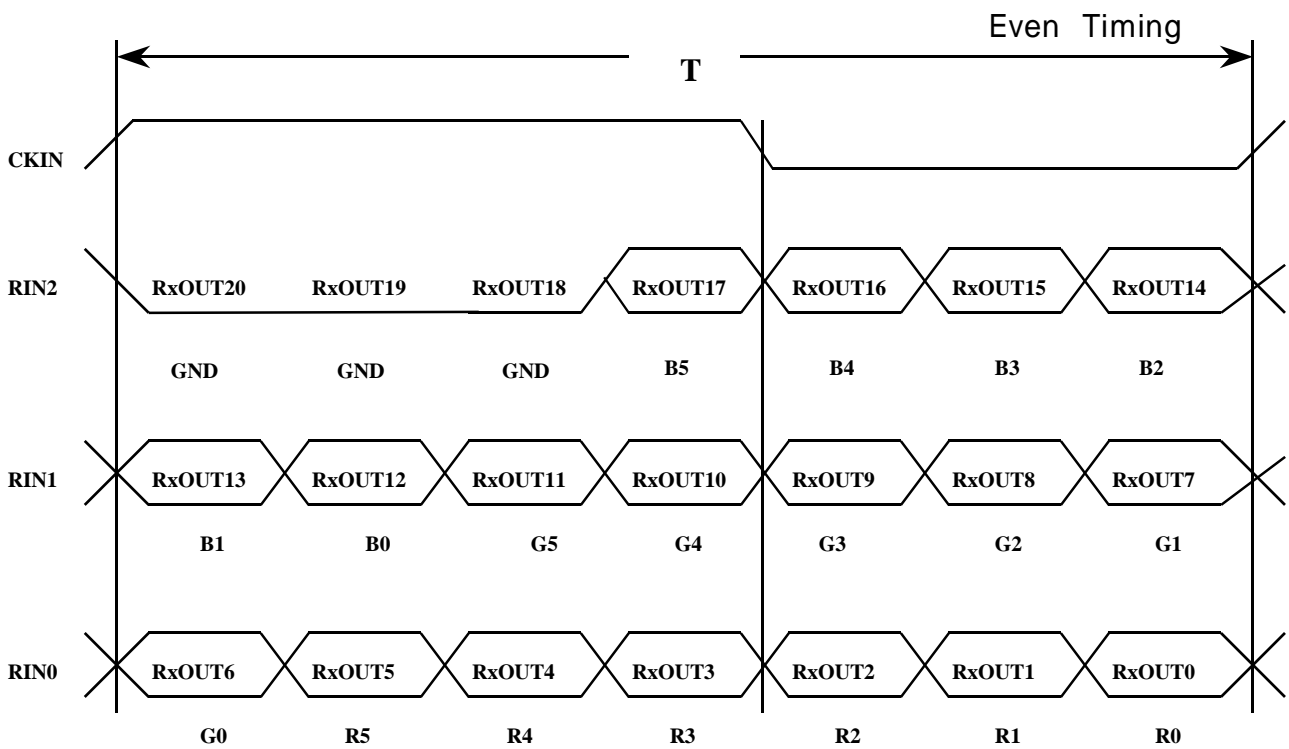 Even Timing
T
CKIN
RIN2 RxOUT20 RxOUT19 RxOUT18 RxOUT17 RxOUT16 RxOUT15 RxOUT14
GND GND GND B5 B4 B3 B2
RIN1 RxOUT13 RxOUT12 RxOUT11 RxOUT10 RxOUT9 RxOUT8 RxOUT7
B1 B0 G5 G4 G3 G2 G1
RIN0 RxOUT6 RxOUT5 RxOUT4 RxOUT3 RxOUT2 RxOUT1 RxOUT0
G0 R5 R4 R3 R2 R1 R0